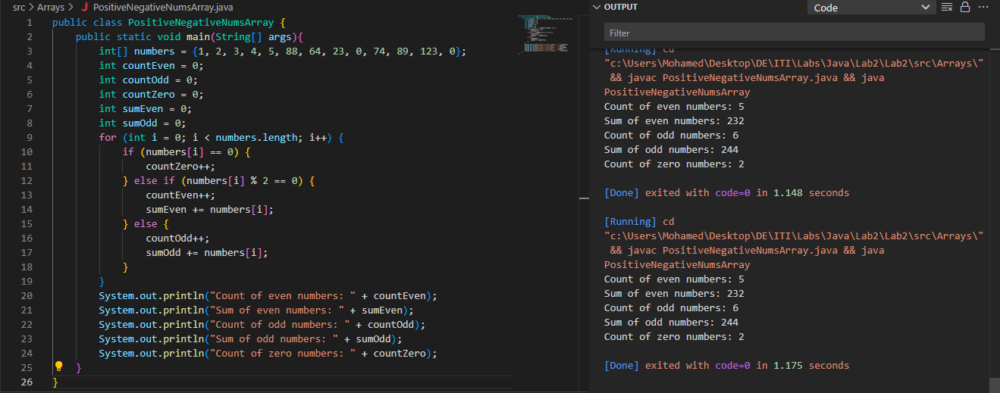 src > Arrays > J PositiveNegativeNumsArray.java
1 public class PositiveNegativeNumsArray {
2 public static void main(String[] args){
3 int[] numbers = {1, 2, 3, 4, 5, 88, 64, 23, 0, 74, 89, 123, 0};
4 int countEven = 0;
5 int countOdd = 0;
6 int countZero = 0;
7 int sumEven = 0;
8 int sumOdd = 0;
9 for (int i = 0; i < numbers.length; i++) {
10 if (numbers[i] == 0) {
11 countZero++;
12 } else if (numbers[i] % 2 == 0) {
13 countEven++;
14 sumEven += numbers[i];
15 } else {
16 countOdd++;
17 sumOdd += numbers[i];
18 }
19 }
20 System.out.println("Count of even numbers: " + countEven);
21 System.out.println("Sum of even numbers: " + sumEven);
22 System.out.println("Count of odd numbers: " + countOdd);
23 System.out.println("Sum of odd numbers: " + sumOdd);
24 System.out.println("Count of zero numbers: " + countZero);
25 }
26 }
OUTPUT
Code
Filter
[Running] cd
"c:\Users\Mohamed\Desktop\DE\ITI\Labs\Java\Lab2\Lab2\src\Arrays\"
&& javac PositiveNegativeNumsArray.java && java
PositiveNegativeNumsArray
Count of even numbers: 5
Sum of even numbers: 232
Count of odd numbers: 6
Sum of odd numbers: 244
Count of zero numbers: 2
[Done] exited with code=0 in 1.148 seconds
[Running] cd
"c:\Users\Mohamed\Desktop\DE\ITI\Labs\Java\Lab2\Lab2\src\Arrays\"
&& javac PositiveNegativeNumsArray.java && java
PositiveNegativeNumsArray
Count of even numbers: 5
Sum of even numbers: 232
Count of odd numbers: 6
Sum of odd numbers: 244
Count of zero numbers: 2
[Done] exited with code=0 in 1.175 seconds